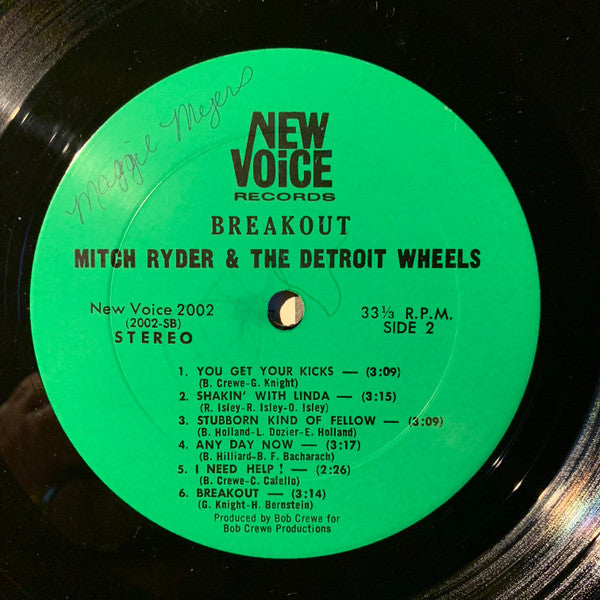 Maggie Meyers
NEW
VOICE
RECORDS
BREAKOUT
MITCH RYDER & THE DETROIT WHEELS
New Voice 2002
(2002-SB)
STEREO
33 1/3 R.P.M.
SIDE 2
1. YOU GET YOUR KICKS — (3:09)
(B. Crewe-G. Knight)
2. SHAKIN' WITH LINDA — (3:15)
(R. Isley-R. Isley-O. Isley)
3. STUBBORN KIND OF FELLOW — (3:09)
(B. Holland-L. Dozier-E. Holland)
4. ANY DAY NOW — (3:17)
(B. Hilliard-B. F. Bacharach)
5. I NEED HELP! — (2:26)
(B. Crewe-C. Calello)
6. BREAKOUT — (3:14)
(G. Knight-H. Bernstein)
Produced by Bob Crewe for
Bob Crewe Productions